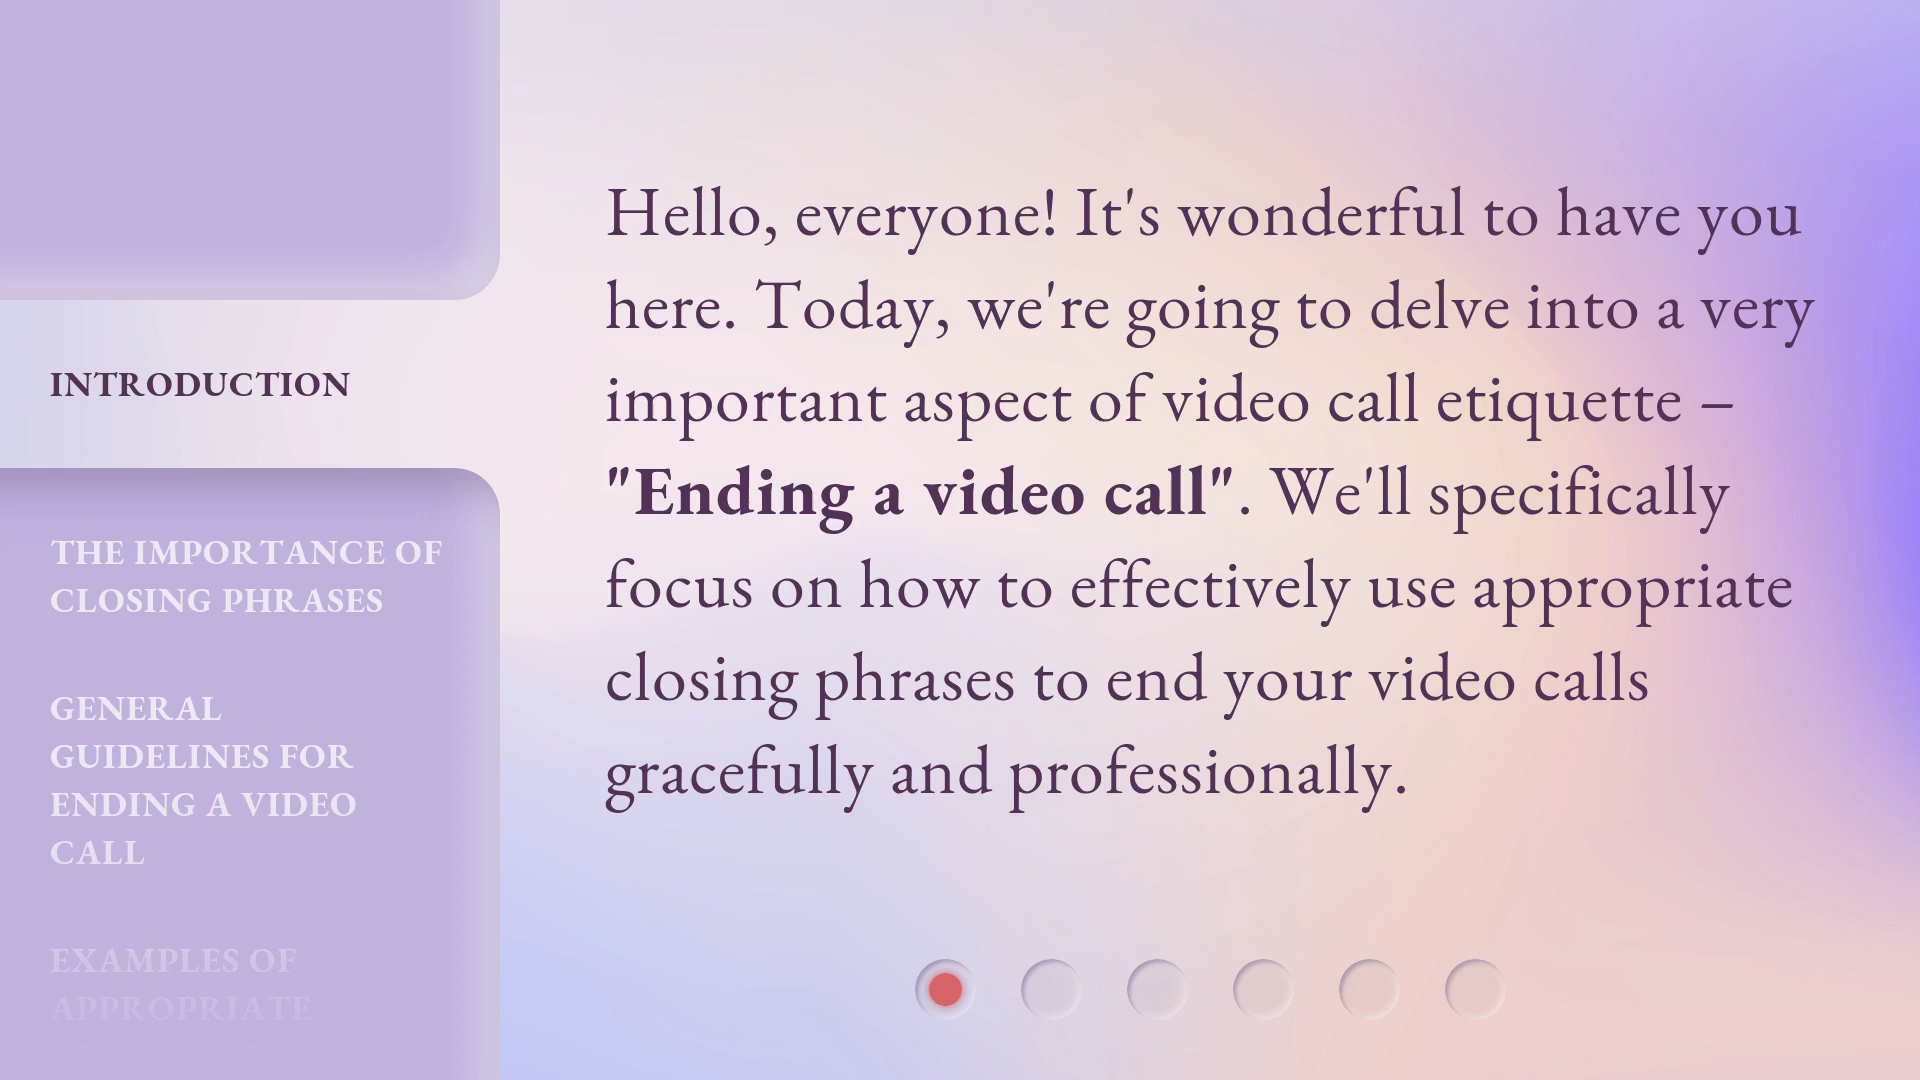 INTRODUCTION
THE IMPORTANCE OF
CLOSING PHRASES
GENERAL
GUIDELINES FOR
ENDING A VIDEO
CALL
EXAMPLES OF
APPROPRIATE
Hello, everyone! It's wonderful to have you
here. Today, we're going to delve into a very
important aspect of video call etiquette –
"Ending a video call". We'll specifically
focus on how to effectively use appropriate
closing phrases to end your video calls
gracefully and professionally.